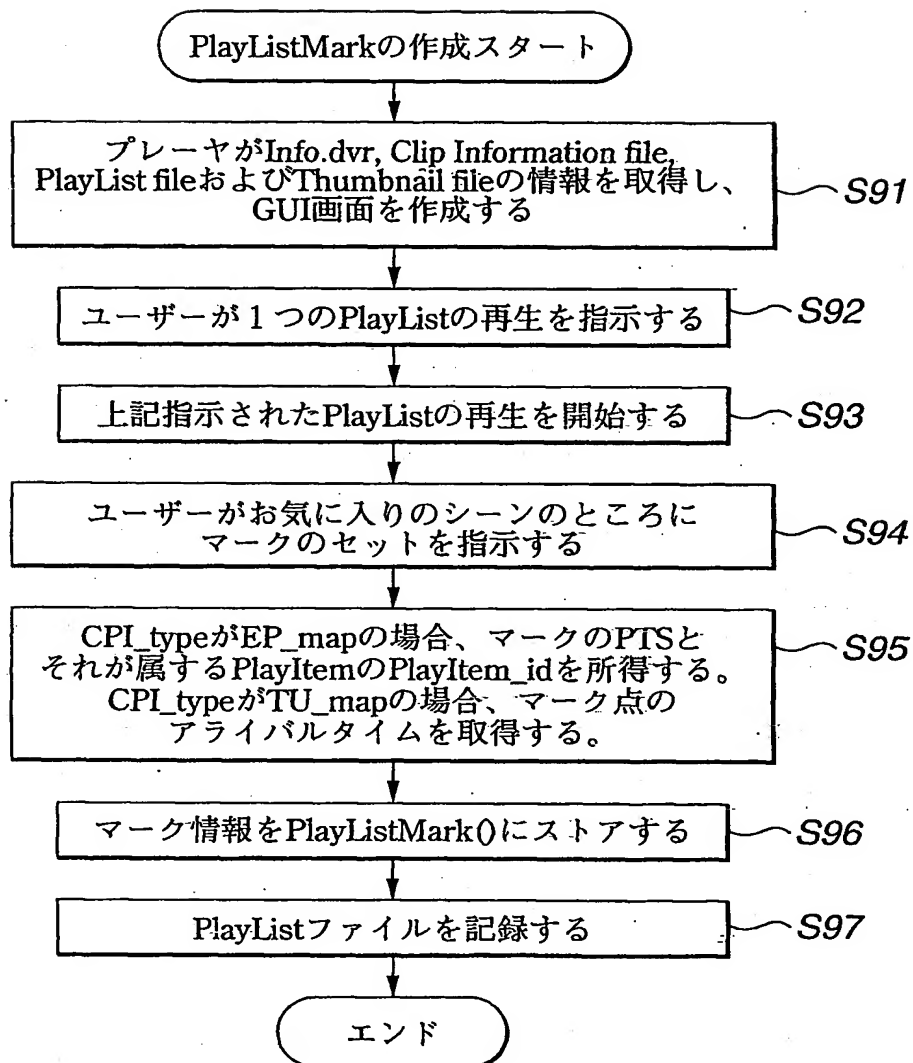 PlayListMarkの作成スタート
プレーヤがInfo.dvr, Clip Information file,
PlayList fileおよびThumbnail fileの情報を取得し、
GUI画面を作成する
S91
ユーザーが1つのPlayListの再生を指示する
S92
上記指示されたPlayListの再生を開始する
S93
ユーザーがお気に入りのシーンのところに
マークのセットを指示する
S94
CPI_typeがEP_mapの場合、マークのPTSと
それが属するPlayItemのPlayItem_idを所得する。
CPI_typeがTU_mapの場合、マーク点の
アライバルタイムを取得する。
S95
マーク情報をPlayListMark()にストアする
S96
PlayListファイルを記録する
S97
エンド